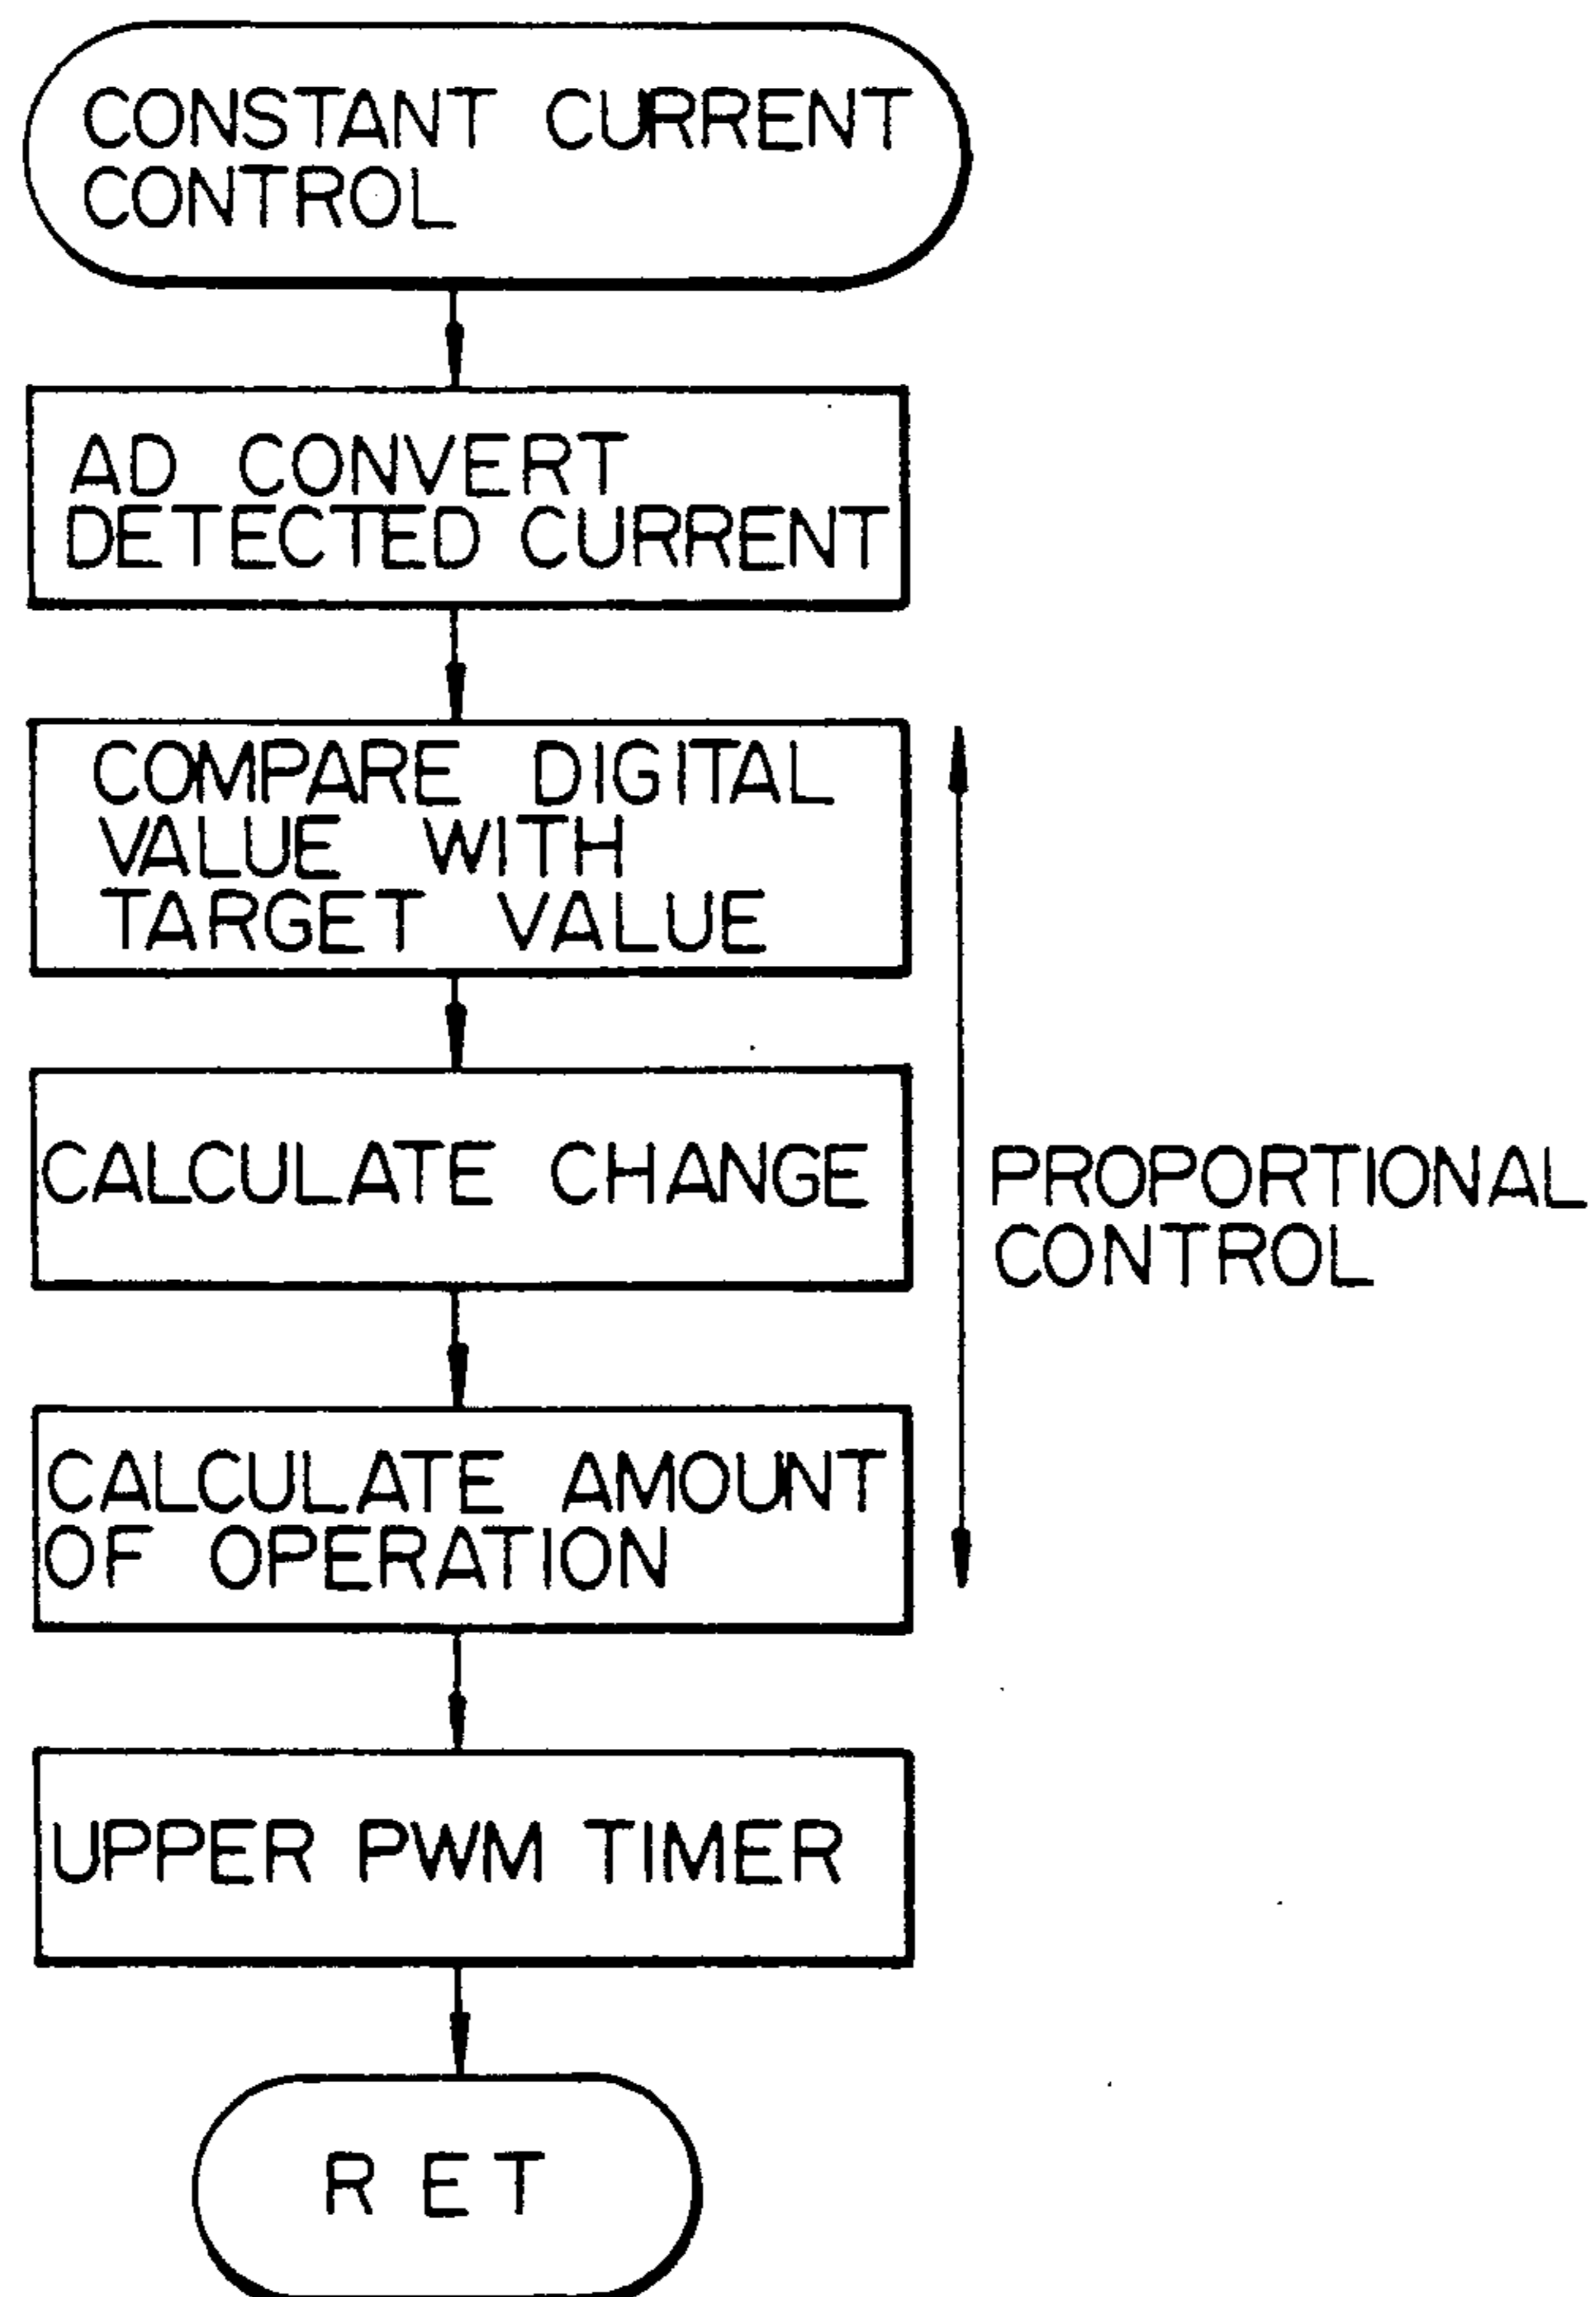 CONSTANT CURRENT
CONTROL
AD CONVERT
DETECTED CURRENT
COMPARE DIGITAL
VALUE WITH
TARGET VALUE
CALCULATE CHANGE
PROPORTIONAL
CONTROL
CALCULATE AMOUNT
OF OPERATION
UPPER PWM TIMER
RET